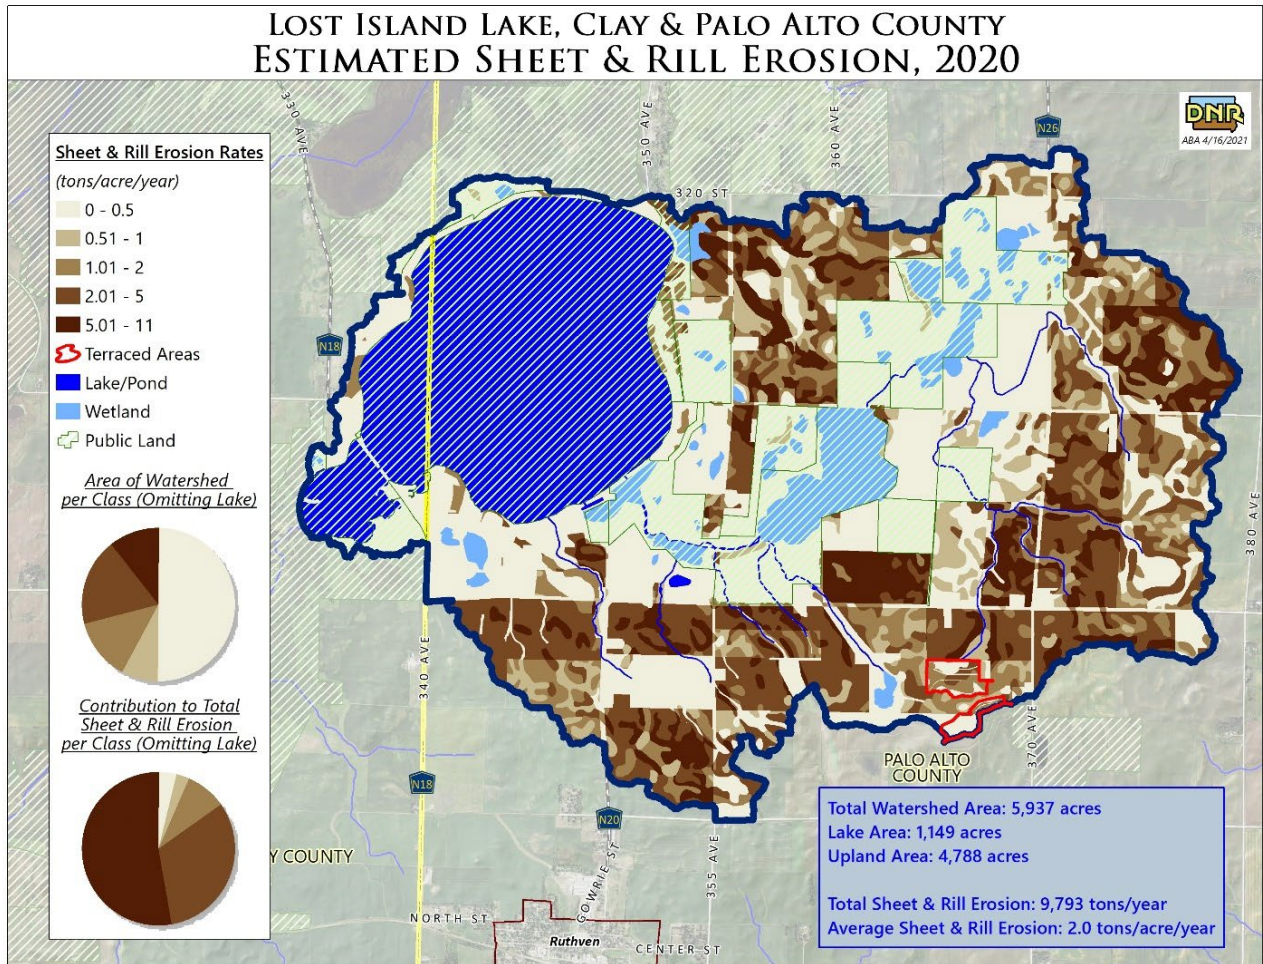 LOST ISLAND LAKE, CLAY & PALO ALTO COUNTY
ESTIMATED SHEET & RILL EROSION, 2020
DNR
ABA 4/16/2021
Sheet & Rill Erosion Rates
(tons/acre/year)
0 - 0.5
0.51 - 1
1.01 - 2
2.01 - 5
5.01 - 11
Terraced Areas
Lake/Pond
Wetland
Public Land
Area of Watershed
per Class (Omitting Lake)
Contribution to Total
Sheet & Rill Erosion
per Class (Omitting Lake)
330 AVE
350 AVE
360 AVE
N26
320 ST
N18
380 AVE
340 AVE
370 AVE
PALO ALTO
COUNTY
N18
N20
Y COUNTY
355 AVE
GOWRIE ST
NORTH ST
Ruthven
CENTER ST
Total Watershed Area: 5,937 acres
Lake Area: 1,149 acres
Upland Area: 4,788 acres
Total Sheet & Rill Erosion: 9,793 tons/year
Average Sheet & Rill Erosion: 2.0 tons/acre/year